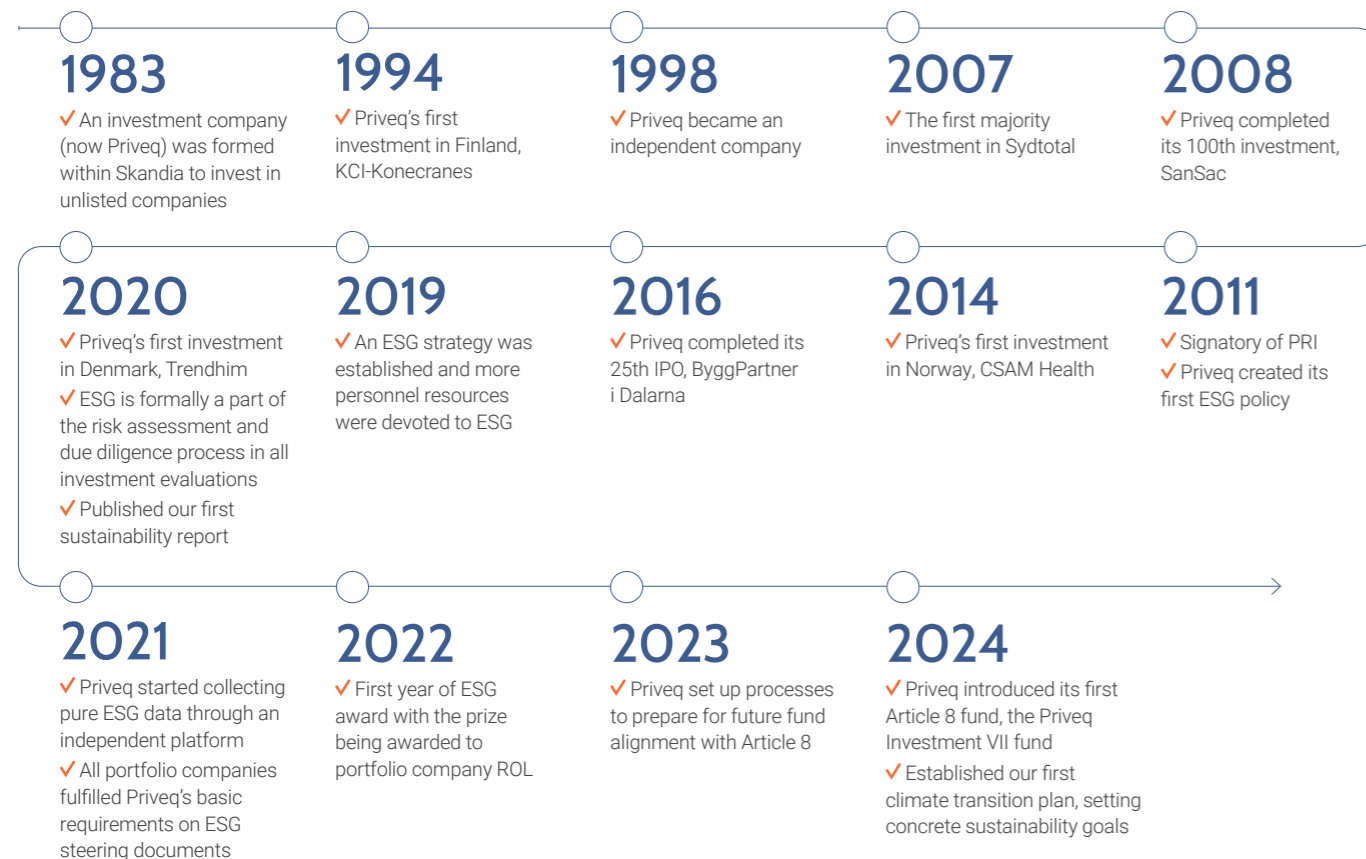 1983
✓ An investment company
(now Priveq) was formed
within Skandia to invest in
unlisted companies
1994
✓ Priveq's first
investment in Finland,
KCI-Konecranes
1998
✓ Priveq became an
independent company
2007
✓ The first majority
investment in Sydtotal
2008
✓ Priveq completed
its 100th investment,
SanSac
2011
✓ Signatory of PRI
✓ Priveq created its
first ESG policy
2014
✓ Priveq's first investment
in Norway, CSAM Health
2016
✓ Priveq completed its
25th IPO, ByggPartner
i Dalarna
2019
✓ An ESG strategy was
established and more
personnel resources
were devoted to ESG
2020
✓ Priveq's first investment
in Denmark, Trendhim
✓ ESG is formally a part of
the risk assessment and
due diligence process in all
investment evaluations
✓ Published our first
sustainability report
2021
✓ Priveq started collecting
pure ESG data through an
independent platform
✓ All portfolio companies
fulfilled Priveq's basic
requirements on ESG
steering documents
2022
✓ First year of ESG
award with the prize
being awarded to
portfolio company ROL
2023
✓ Priveq set up processes
to prepare for future fund
alignment with Article 8
2024
✓ Priveq introduced its first
Article 8 fund, the Priveq
Investment VII fund
✓ Established our first
climate transition plan, setting
concrete sustainability goals